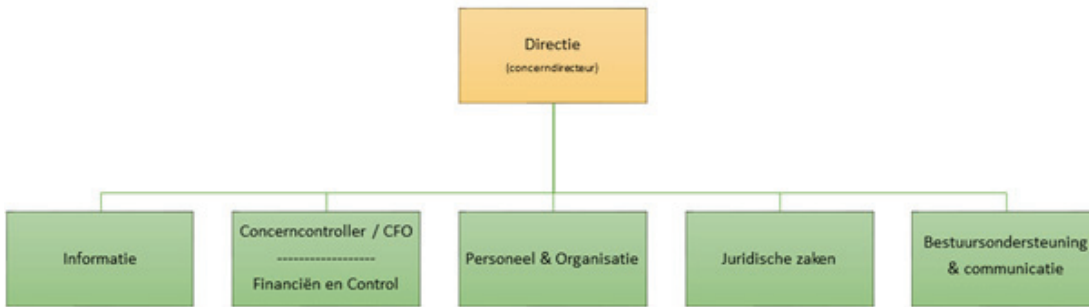 Directie
(concerndirecteur)
Informatie
Concerncontroller / CFO
------------------
Financiën en Control
Personeel & Organisatie
Juridische zaken
Bestuursondersteuning
& communicatie